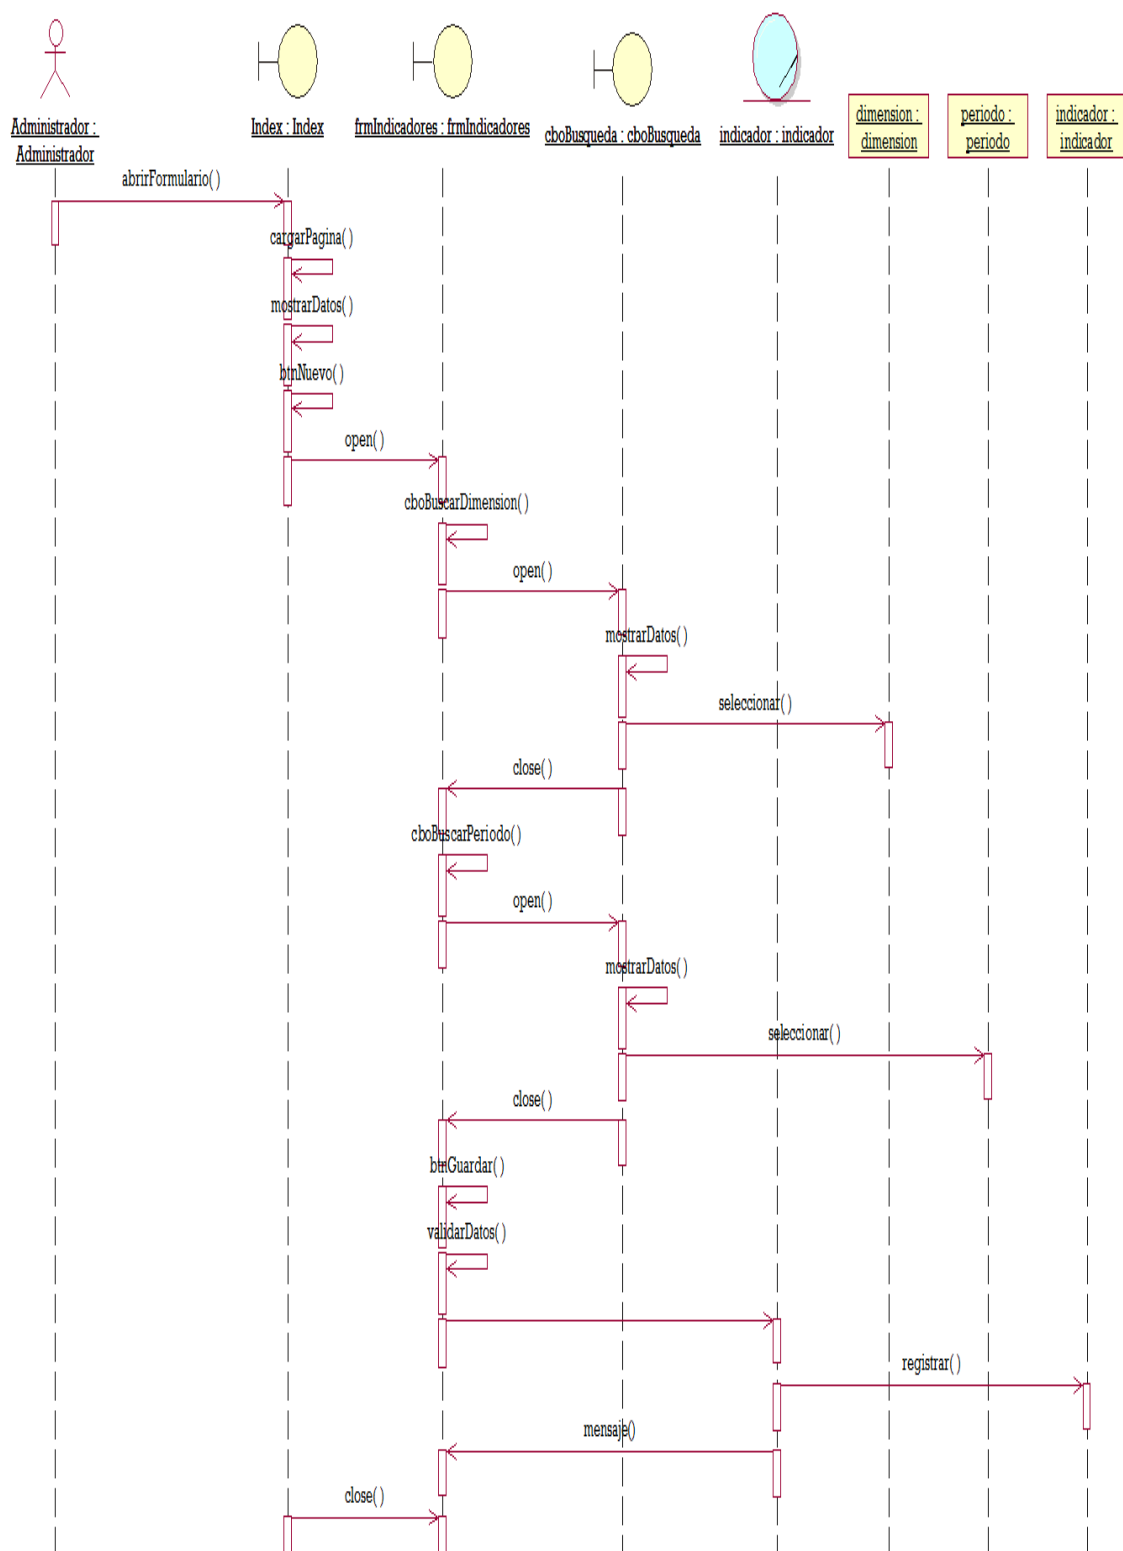 Administrador :
Administrador
Index : Index
frmIndicadores : frmIndicadores
cboBusqueda : cboBusqueda
indicador : indicador
dimension :
dimension
periodo :
periodo
indicador :
indicador
abrirFormulario( )
cargarPagina( )
mostrarDatos( )
btnNuevo( )
open( )
cboBuscarDimension( )
open( )
mostrarDatos( )
seleccionar( )
close( )
cboBuscarPeriodo( )
open( )
mostrarDatos( )
seleccionar( )
close( )
btnGuardar( )
validarDatos( )
registrar( )
mensaje()
close( )